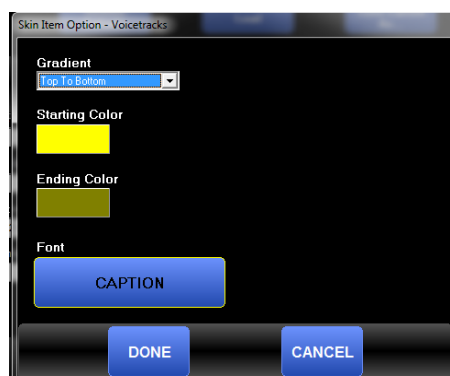 Skin Item Option - Voicetracks
Gradient
Top To Bottom
Starting Color
Ending Color
Font
CAPTION
DONE
CANCEL